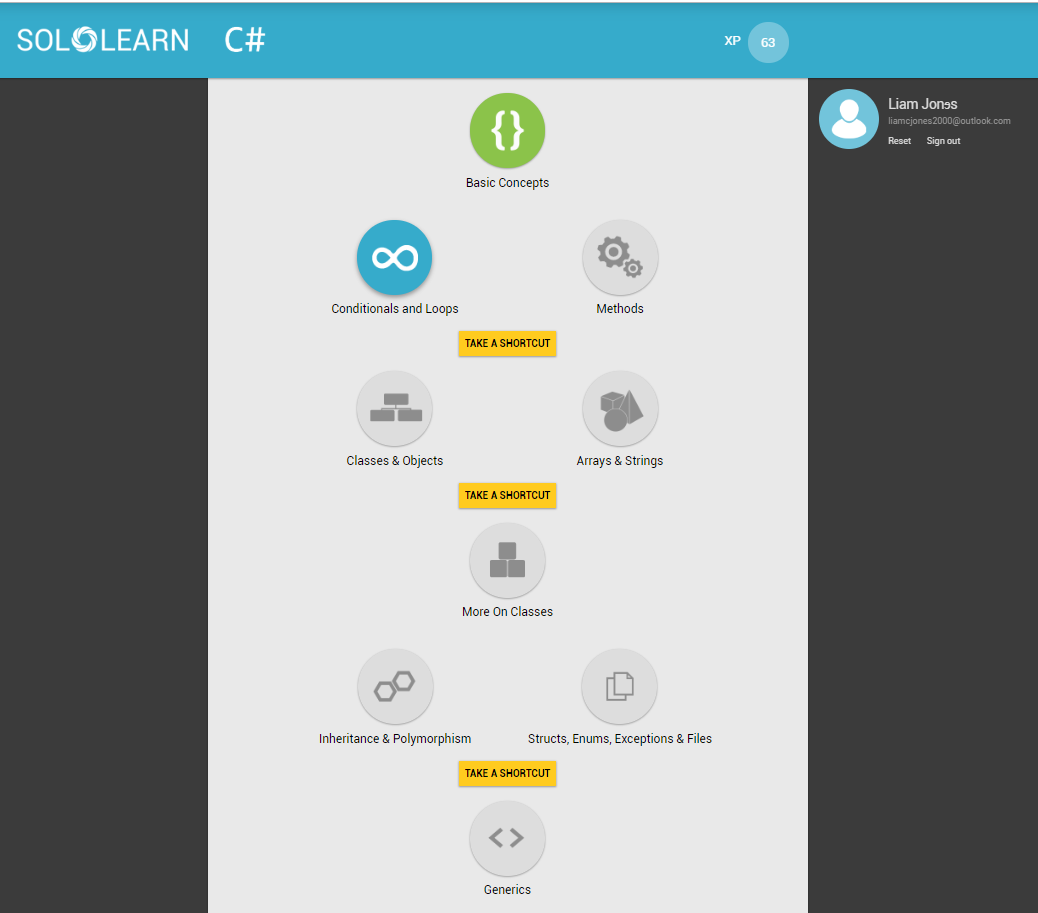 SOLOLEARN C# XP 63
Liam Jones
liamcjones2000@outlook.com
Reset Sign out
{}
Basic Concepts
Conditionals and Loops Methods
TAKE A SHORTCUT
Classes & Objects Arrays & Strings
TAKE A SHORTCUT
More On Classes
Inheritance & Polymorphism Structs, Enums, Exceptions & Files
TAKE A SHORTCUT
< >
Generics